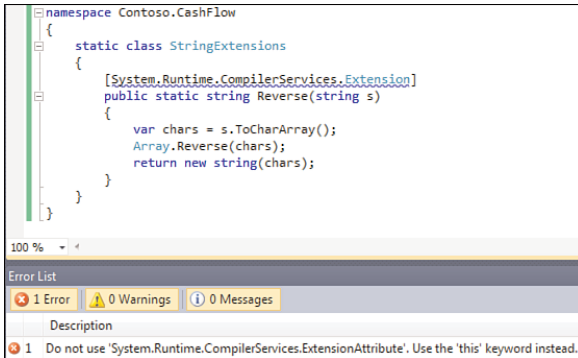 namespace Contoso.CashFlow
{
    static class StringExtensions
    {
        [System.Runtime.CompilerServices.Extension]
        public static string Reverse(string s)
        {
            var chars = s.ToCharArray();
            Array.Reverse(chars);
            return new string(chars);
        }
    }
}
100 %
Error List
1 Error 0 Warnings 0 Messages
Description
1 Do not use 'System.Runtime.CompilerServices.ExtensionAttribute'. Use the 'this' keyword instead.